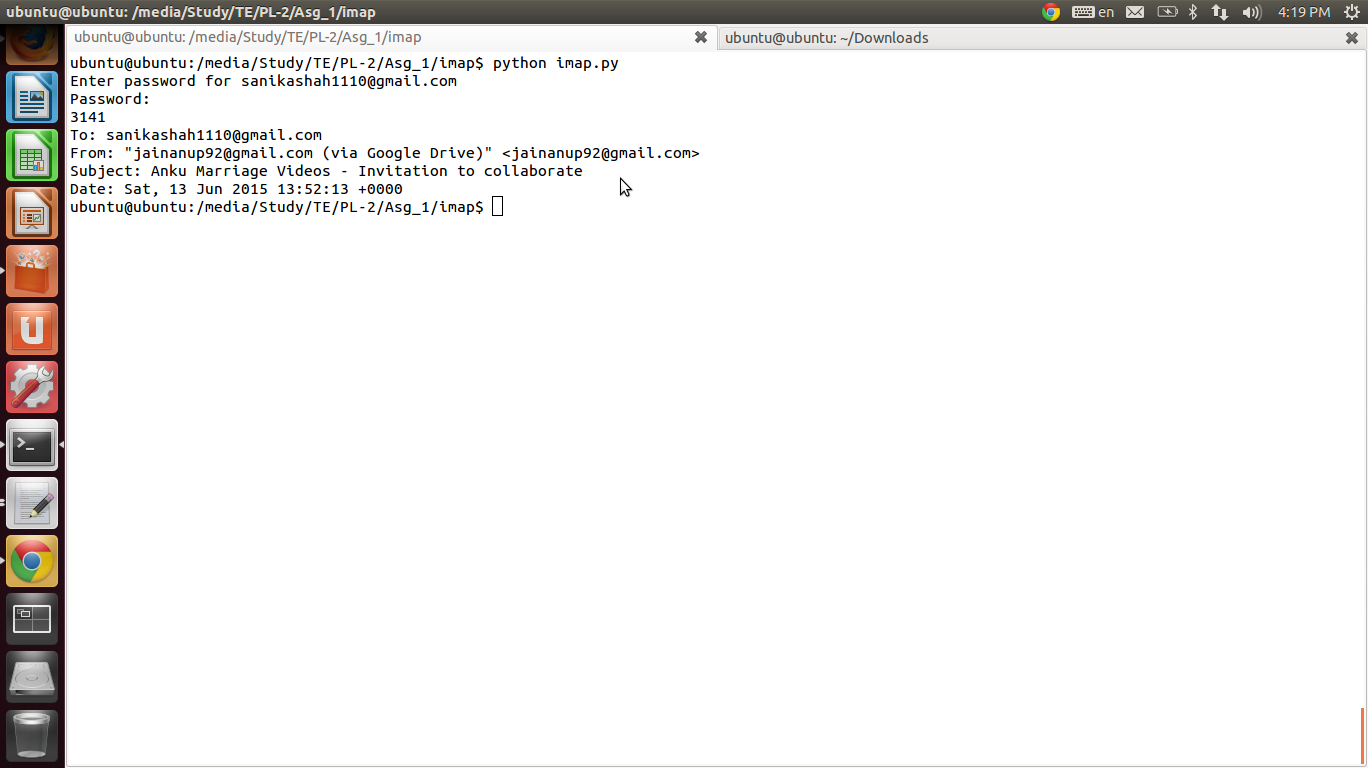 ubuntu@ubuntu: /media/Study/TE/PL-2/Asg_1/imap
en
4:19 PM
ubuntu@ubuntu: /media/Study/TE/PL-2/Asg_1/imap
ubuntu@ubuntu: ~/Downloads
ubuntu@ubuntu:/media/Study/TE/PL-2/Asg_1/imap$ python imap.py
Enter password for sanikashah1110@gmail.com
Password:
3141
To: sanikashah1110@gmail.com
From: "jainanup92@gmail.com (via Google Drive)" <jainanup92@gmail.com>
Subject: Anku Marriage Videos - Invitation to collaborate
Date: Sat, 13 Jun 2015 13:52:13 +0000
ubuntu@ubuntu:/media/Study/TE/PL-2/Asg_1/imap$